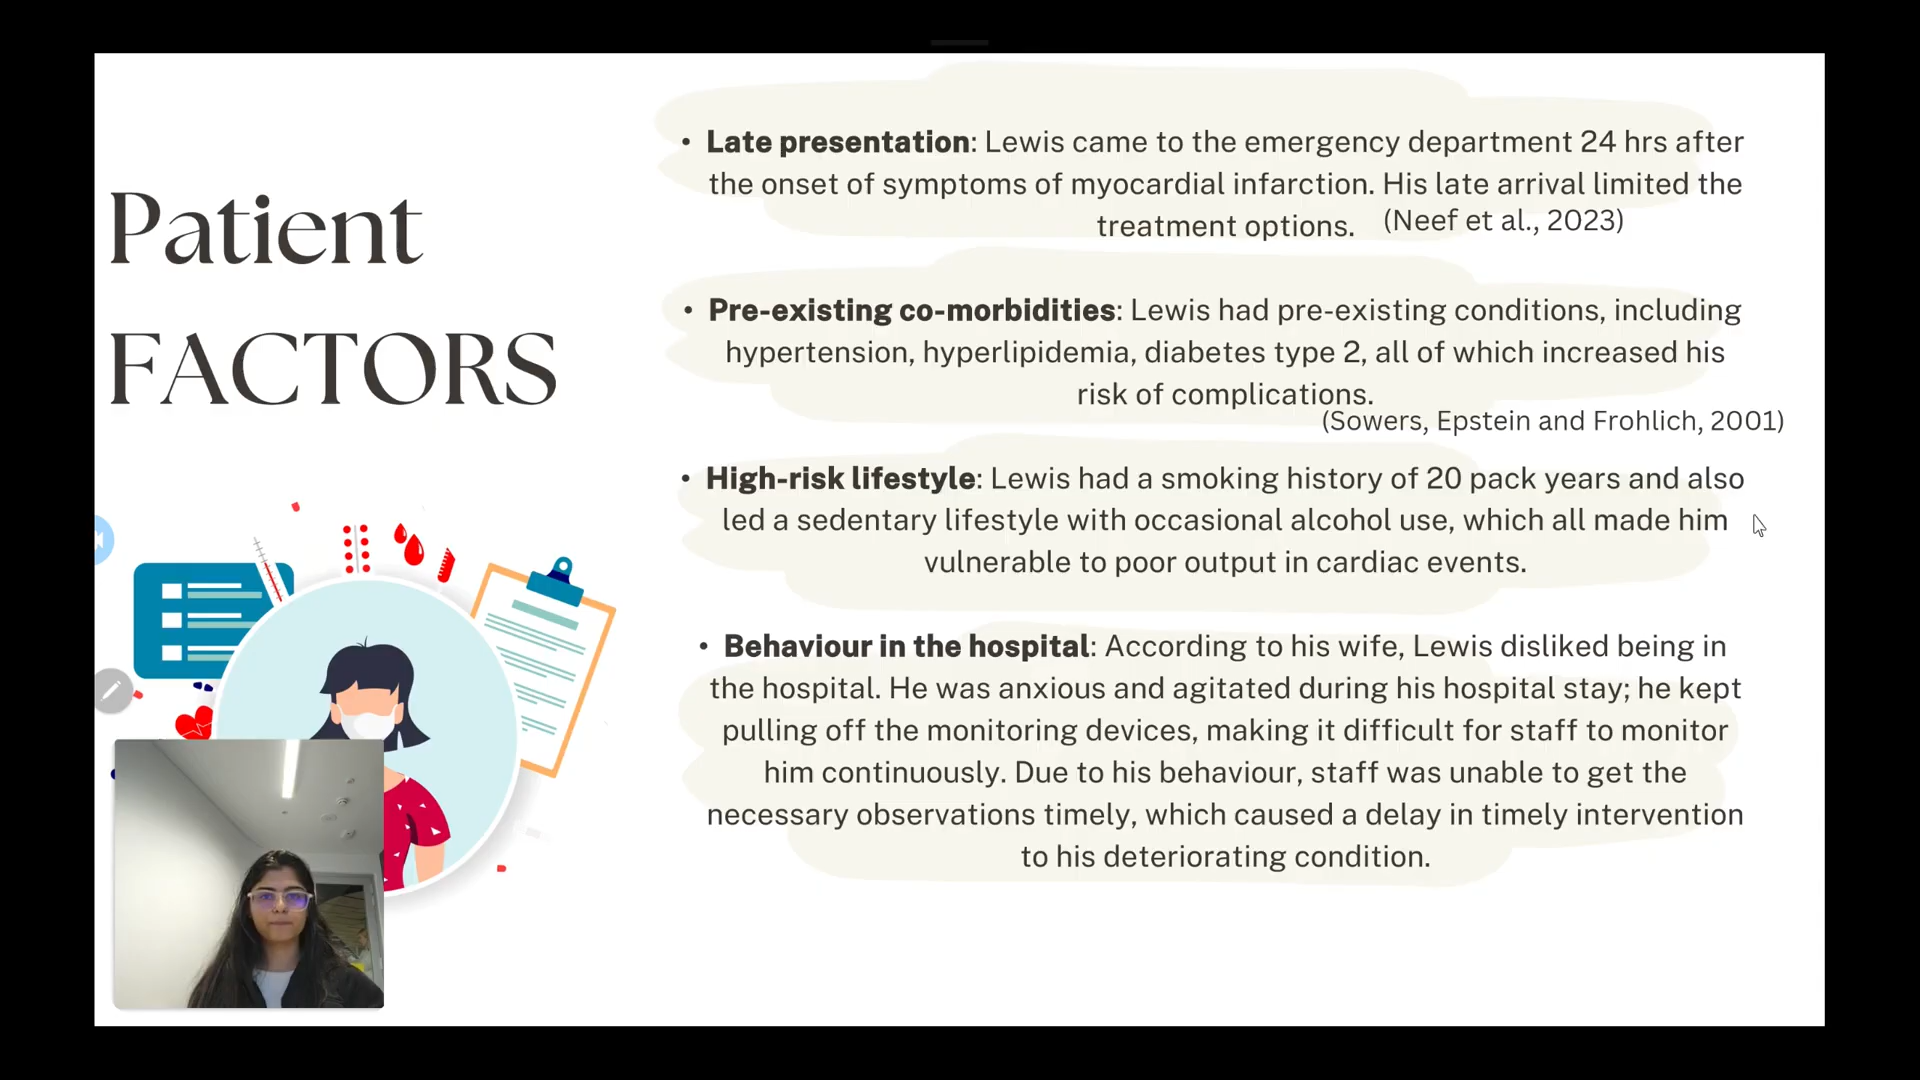 Patient
FACTORS
• Late presentation: Lewis came to the emergency department 24 hrs after
the onset of symptoms of myocardial infarction. His late arrival limited the
treatment options. (Neef et al., 2023)
• Pre-existing co-morbidities: Lewis had pre-existing conditions, including
hypertension, hyperlipidemia, diabetes type 2, all of which increased his
risk of complications.
(Sowers, Epstein and Frohlich, 2001)
• High-risk lifestyle: Lewis had a smoking history of 20 pack years and also
led a sedentary lifestyle with occasional alcohol use, which all made him
vulnerable to poor output in cardiac events.
• Behaviour in the hospital: According to his wife, Lewis disliked being in
the hospital. He was anxious and agitated during his hospital stay; he kept
pulling off the monitoring devices, making it difficult for staff to monitor
him continuously. Due to his behaviour, staff was unable to get the
necessary observations timely, which caused a delay in timely intervention
to his deteriorating condition.